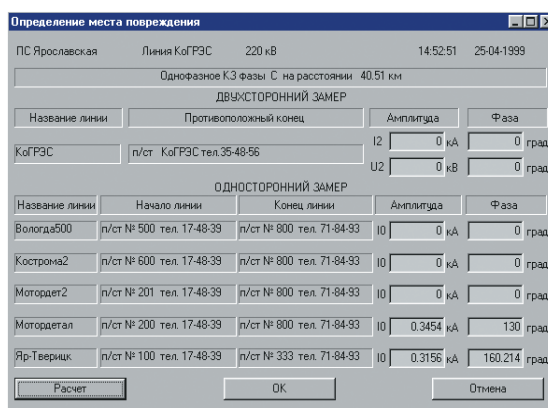 Определение места повреждения
ПС Ярославская Линия КоГРЭС 220 кВ 14:52:51 25-04-1999
Однофазное КЗ фазы С на расстоянии 40.51 км
ДВУХСТОРОННИЙ ЗАМЕР
Название линии Противоположный конец Амплитуда Фаза
КоГРЭС п/ст КоГРЭС тел.35-48-56 I2 0 кА 0 град
U2 0 кВ 0 град
ОДНОСТОРОННИЙ ЗАМЕР
Название линии Начало линии Конец линии Амплитуда Фаза
Вологда500 п/ст № 500 тел. 17-48-39 п/ст № 800 тел. 71-84-93 I0 0 кА 0 град
Кострома2 п/ст № 600 тел. 17-48-39 п/ст № 800 тел. 71-84-93 I0 0 кА 0 град
Мотордет2 п/ст № 201 тел. 17-48-39 п/ст № 800 тел. 71-84-93 I0 0 кА 0 град
Мотордетал п/ст № 200 тел. 17-48-39 п/ст № 800 тел. 71-84-93 I0 0.3454 кА 130 град
Яр-Тверицк п/ст № 100 тел. 17-48-39 п/ст № 333 тел. 71-84-93 I0 0.3156 кА 160.214 град
Расчет OK Отмена